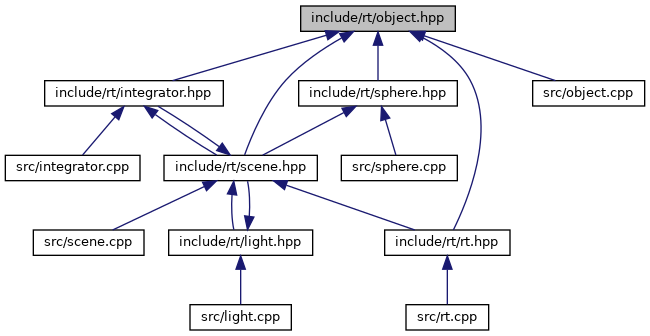 include/rt/object.hpp
include/rt/integrator.hpp
include/rt/sphere.hpp
src/object.cpp
src/integrator.cpp
include/rt/scene.hpp
src/sphere.cpp
src/scene.cpp
include/rt/light.hpp
include/rt/rt.hpp
src/light.cpp
src/rt.cpp